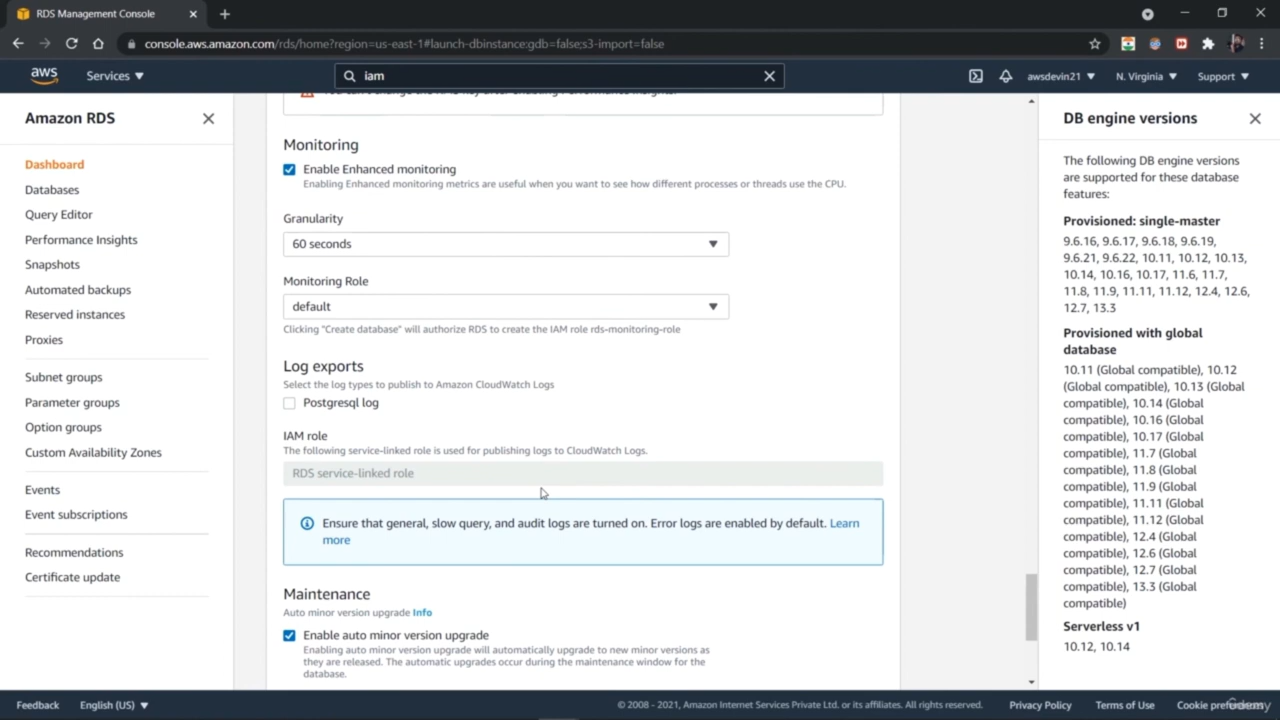 RDS Management Console
console.aws.amazon.com/rds/home?region=us-east-1#launch-dbinstance:gdb=false;s3-import=false
aws
Services
iam
awsdevin21
N. Virginia
Support
Amazon RDS
Dashboard
Databases
Query Editor
Performance Insights
Snapshots
Automated backups
Reserved instances
Proxies
Subnet groups
Parameter groups
Option groups
Custom Availability Zones
Events
Event subscriptions
Recommendations
Certificate update
Monitoring
Enable Enhanced monitoring
Enabling Enhanced monitoring metrics are useful when you want to see how different processes or threads use the CPU.
Granularity
60 seconds
Monitoring Role
default
Clicking "Create database" will authorize RDS to create the IAM role rds-monitoring-role
Log exports
Select the log types to publish to Amazon CloudWatch Logs
Postgresql log
IAM role
The following service-linked role is used for publishing logs to CloudWatch Logs.
RDS service-linked role
Ensure that general, slow query, and audit logs are turned on. Error logs are enabled by default. Learn
more
Maintenance
Auto minor version upgrade Info
Enable auto minor version upgrade
Enabling auto minor version upgrade will automatically upgrade to new minor versions as
they are released. The automatic upgrades occur during the maintenance window for the
database.
DB engine versions
The following DB engine versions
are supported for these database
features:
Provisioned: single-master
9.6.16, 9.6.17, 9.6.18, 9.6.19,
9.6.21, 9.6.22, 10.11, 10.12, 10.13,
10.14, 10.16, 10.17, 11.6, 11.7,
11.8, 11.9, 11.11, 11.12, 12.4, 12.6,
12.7, 13.3
Provisioned with global
database
10.11 (Global compatible), 10.12
(Global compatible), 10.13 (Global
compatible), 10.14 (Global
compatible), 10.16 (Global
compatible), 10.17 (Global
compatible), 11.7 (Global
compatible), 11.8 (Global
compatible), 11.9 (Global
compatible), 11.11 (Global
compatible), 11.12 (Global
compatible), 12.4 (Global
compatible), 12.6 (Global
compatible), 12.7 (Global
compatible), 13.3 (Global
compatible)
Serverless v1
10.12, 10.14
Feedback
English (US)
© 2008 - 2021, Amazon Internet Services Private Ltd. or its affiliates. All rights reserved.
Privacy Policy
Terms of Use
Cookie preferences